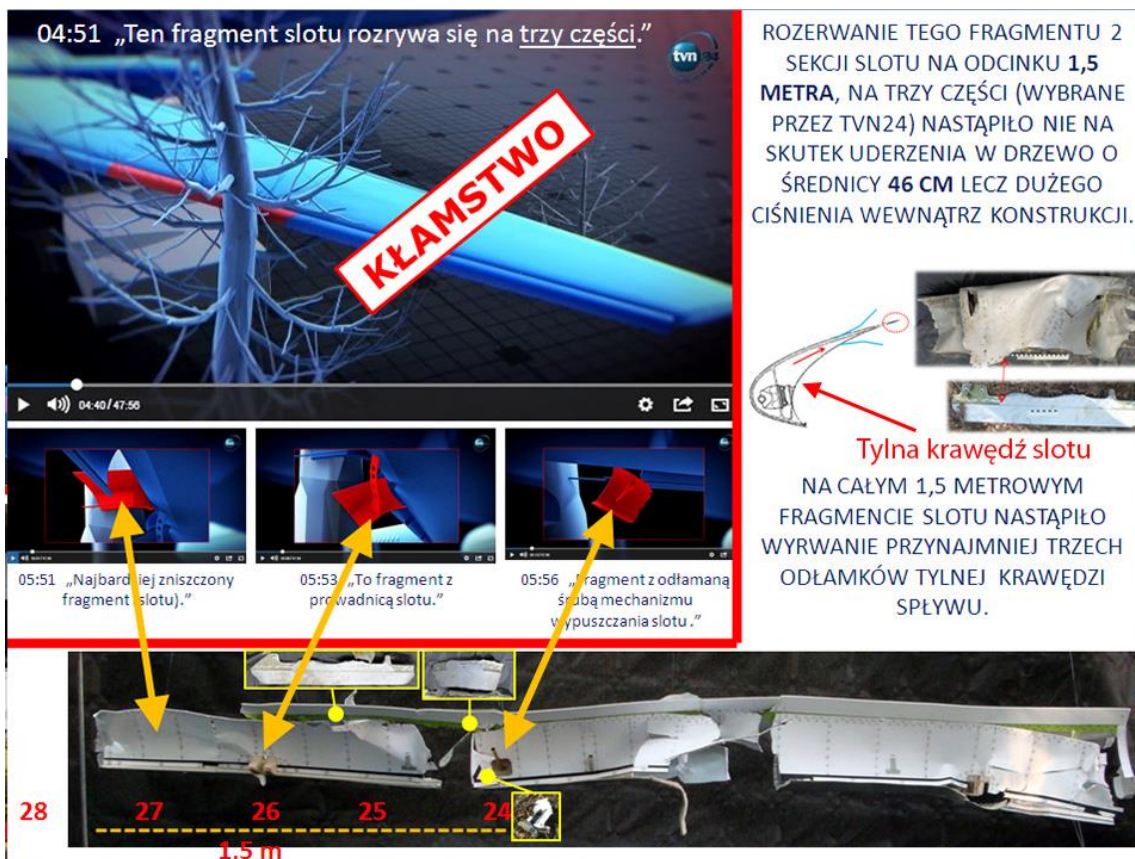 04:51 „Ten fragment slotu rozrywa się na trzy części."
tvn24
KŁAMSTWO
04:40 / 47:56
tvn
tvn
tvn
05:51 „Najbardziej zniszczony
fragment (slotu)."
05:53 „To fragment z
prowadnicą slotu."
05:56 „Fragment z odłamaną
śrubą mechanizmu
wypuszczania slotu ."
ROZERWANIE TEGO FRAGMENTU 2
SEKCJI SLOTU NA ODCINKU 1,5
METRA, NA TRZY CZĘŚCI (WYBRANE
PRZEZ TVN24) NASTĄPIŁO NIE NA
SKUTEK UDERZENIA W DRZEWO O
ŚREDNICY 46 CM LECZ DUŻEGO
CIŚNIENIA WEWNĄTRZ KONSTRUKCJI.
Tylna krawędź slotu
NA CAŁYM 1,5 METROWYM
FRAGMENCIE SLOTU NASTĄPIŁO
WYRWANIE PRZYNAJMNIEJ TRZECH
ODŁAMKÓW TYLNEJ KRAWĘDZI
SPŁYWU.
28 27 26 25 24
1,5 m